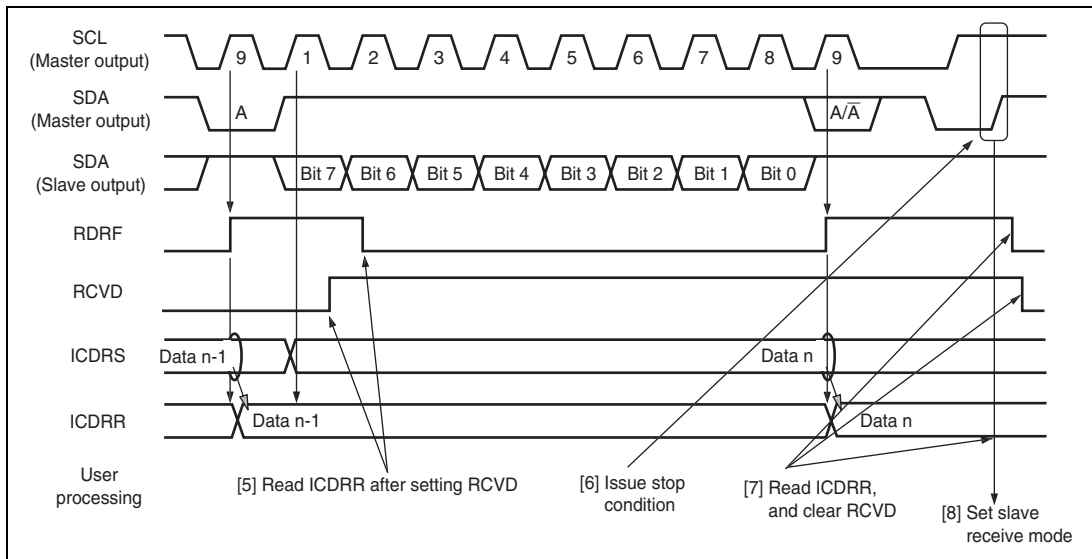 SCL
(Master output)
9 1 2 3 4 5 6 7 8 9
SDA
(Master output)
A A/A̅
SDA
(Slave output)
Bit 7 Bit 6 Bit 5 Bit 4 Bit 3 Bit 2 Bit 1 Bit 0
RDRF
RCVD
ICDRS
Data n-1 Data n
ICDRR
Data n-1 Data n
User
processing
[5] Read ICDRR after setting RCVD
[6] Issue stop
condition
[7] Read ICDRR,
and clear RCVD
[8] Set slave
receive mode